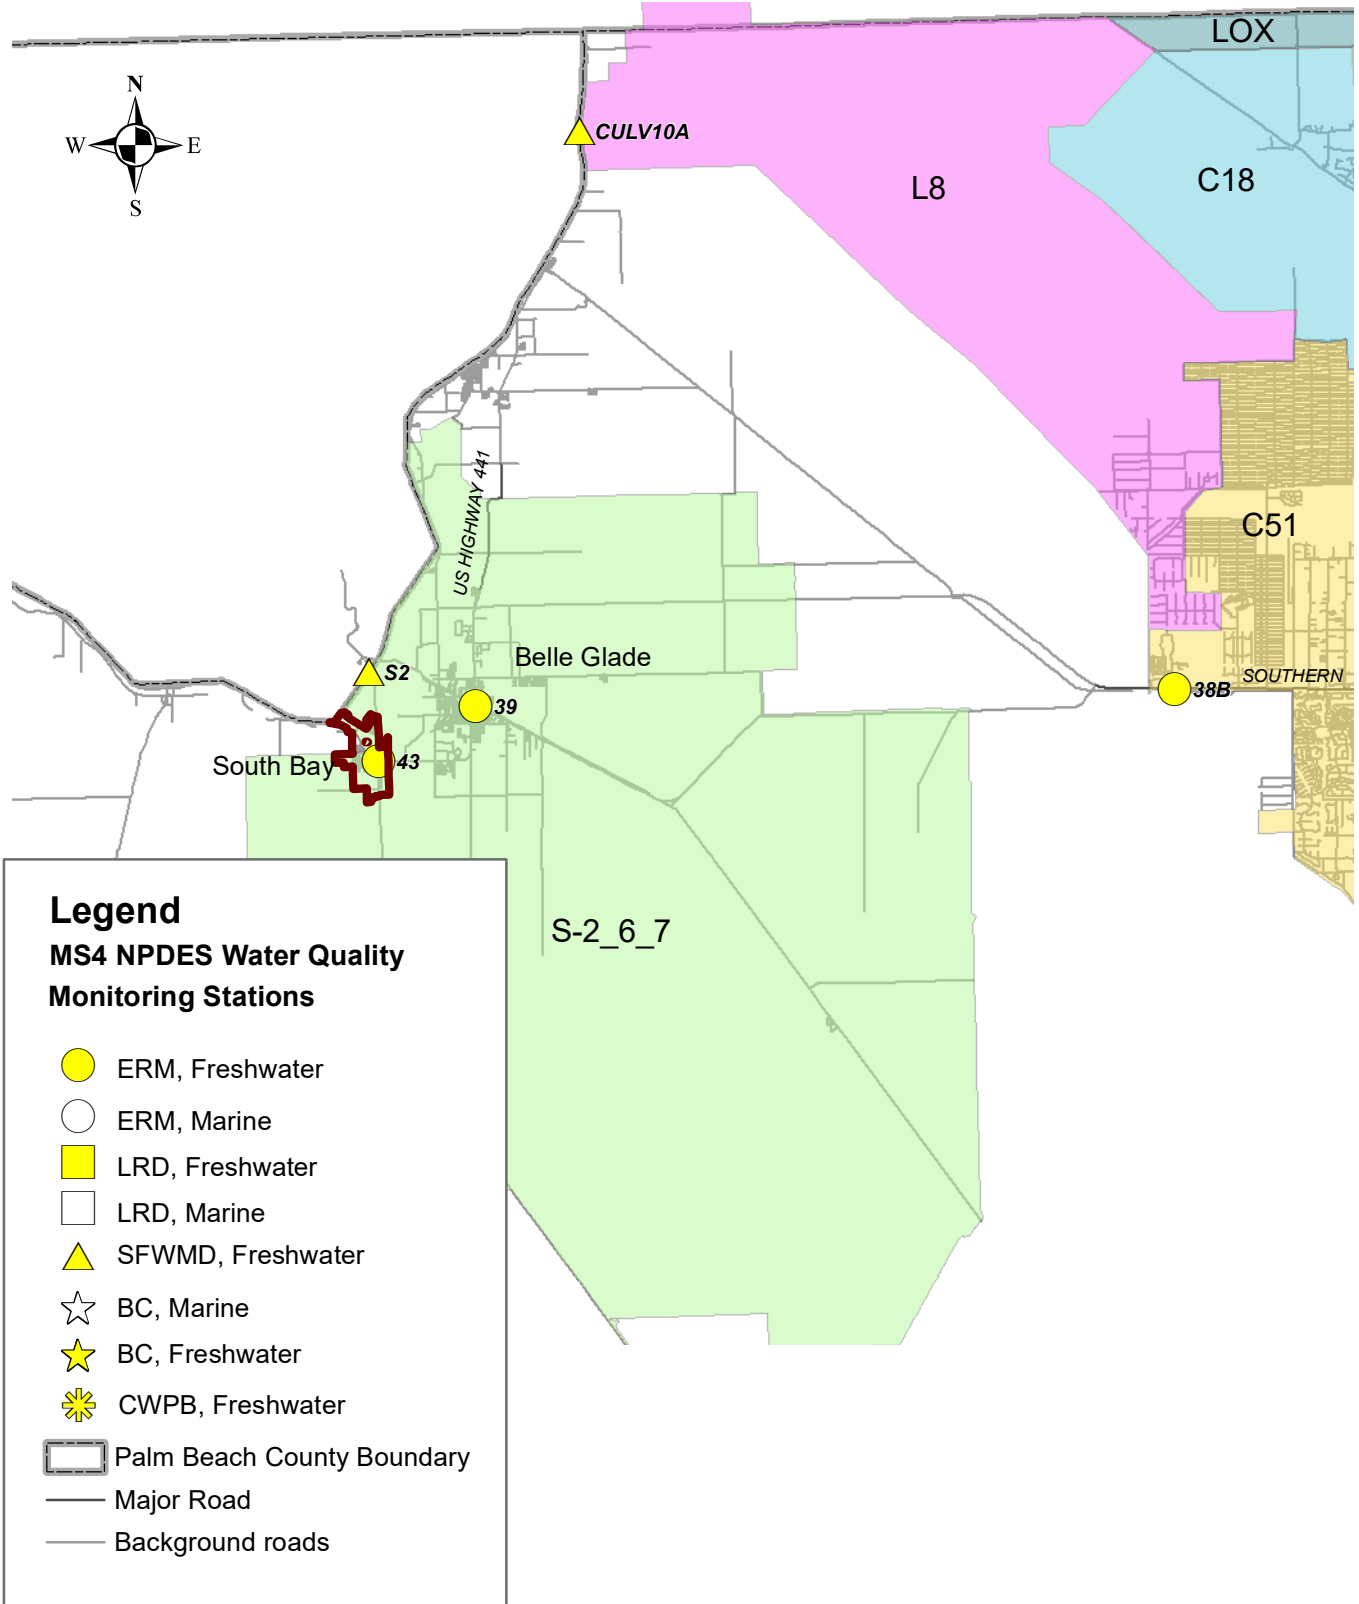 LOX
N
W E
S
CULV10A
C18
L8
US HIGHWAY 441
C51
Belle Glade
S2
SOUTHERN
38B
39
43
South Bay
S-2_6_7
Legend
MS4 NPDES Water Quality
Monitoring Stations
ERM, Freshwater
ERM, Marine
LRD, Freshwater
LRD, Marine
SFWMD, Freshwater
BC, Marine
BC, Freshwater
CWPB, Freshwater
Palm Beach County Boundary
Major Road
Background roads